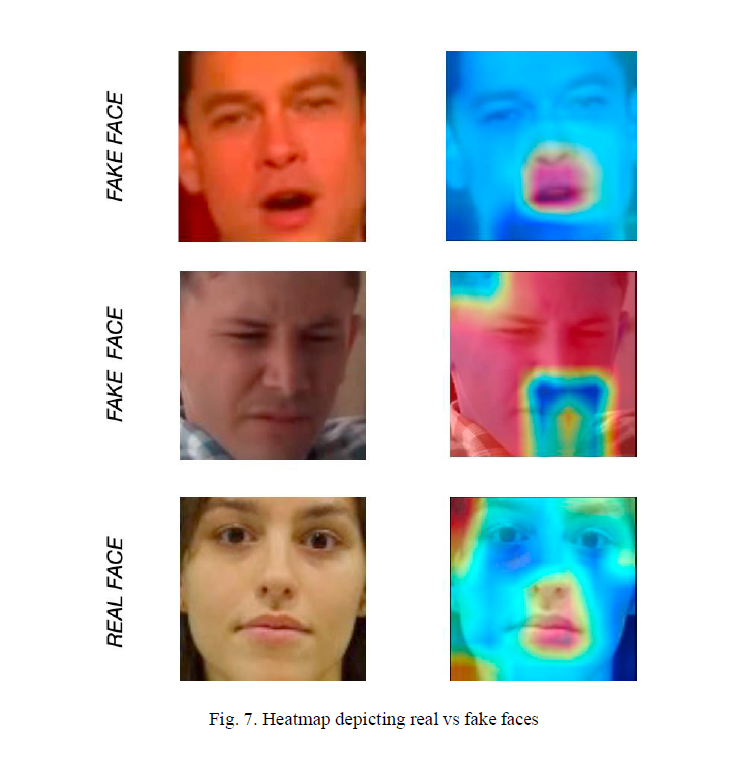 FAKE FACE
FAKE FACE
REAL FACE
Fig. 7. Heatmap depicting real vs fake faces